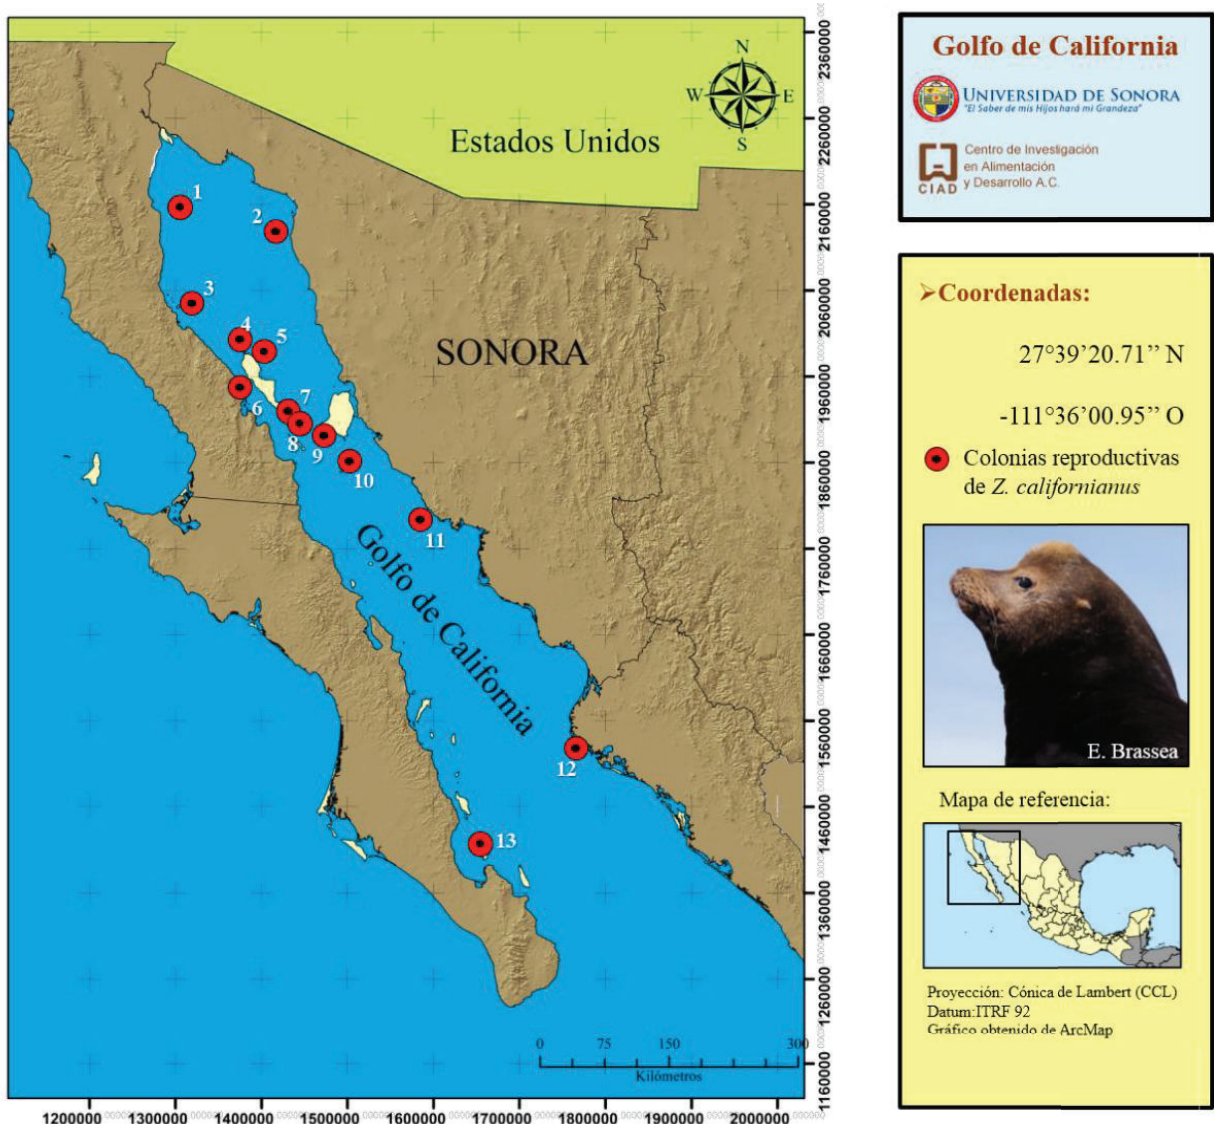 Estados Unidos
N
W
E
S
1
2
3
4
5
SONORA
6
7
8
9
10
11
Golfo de California
12
13
0
75
150
300
Kilómetros
2360000
2260000
2160000
2060000
1960000
1860000
1760000
1660000
1560000
1460000
1360000
1260000
1160000
1200000
1300000
1400000
1500000
1600000
1700000
1800000
1900000
2000000
Golfo de California
UNIVERSIDAD DE SONORA
"El Saber de mis Hijos hará mi Grandeza"
CIAD
Centro de Investigación
en Alimentación
y Desarrollo A.C.
➢Coordenadas:
27°39’20.71’’ N
-111°36’00.95’’ O
Colonias reproductivas
de Z. californianus
E. Brassea
Mapa de referencia:
Proyección: Cónica de Lambert (CCL)
Datum:ITRF 92
Gráfico obtenido de ArcMap